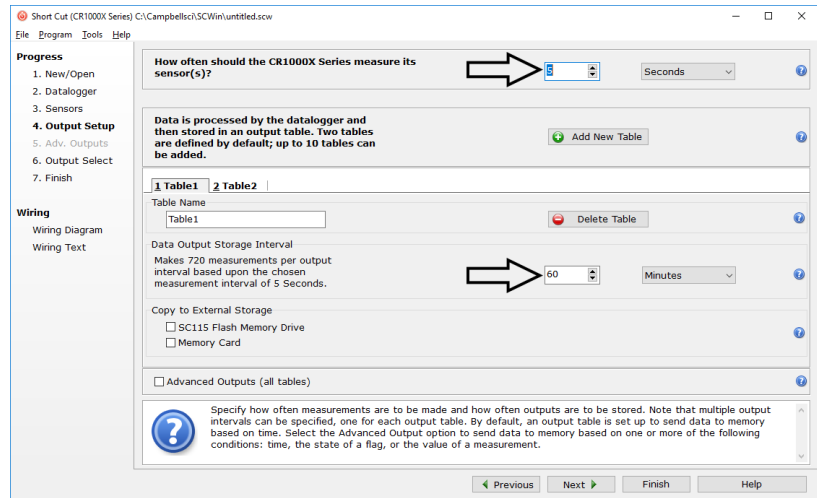 Short Cut (CR1000X Series) C:\Campbellsci\SCWin\untitled.scw
File Program Tools Help
Progress
1. New/Open
2. Datalogger
3. Sensors
4. Output Setup
5. Adv. Outputs
6. Output Select
7. Finish
Wiring
Wiring Diagram
Wiring Text
How often should the CR1000X Series measure its
sensor(s)?
5 Seconds
Data is processed by the datalogger and
then stored in an output table. Two tables
are defined by default; up to 10 tables can
be added.
Add New Table
1 Table1 2 Table2
Table Name
Table1
Delete Table
Data Output Storage Interval
Makes 720 measurements per output
interval based upon the chosen
measurement interval of 5 Seconds.
60 Minutes
Copy to External Storage
SC115 Flash Memory Drive
Memory Card
Advanced Outputs (all tables)
Specify how often measurements are to be made and how often outputs are to be stored. Note that multiple output
intervals can be specified, one for each output table. By default, an output table is set up to send data to memory
based on time. Select the Advanced Output option to send data to memory based on one or more of the following
conditions: time, the state of a flag, or the value of a measurement.
Previous Next Finish Help